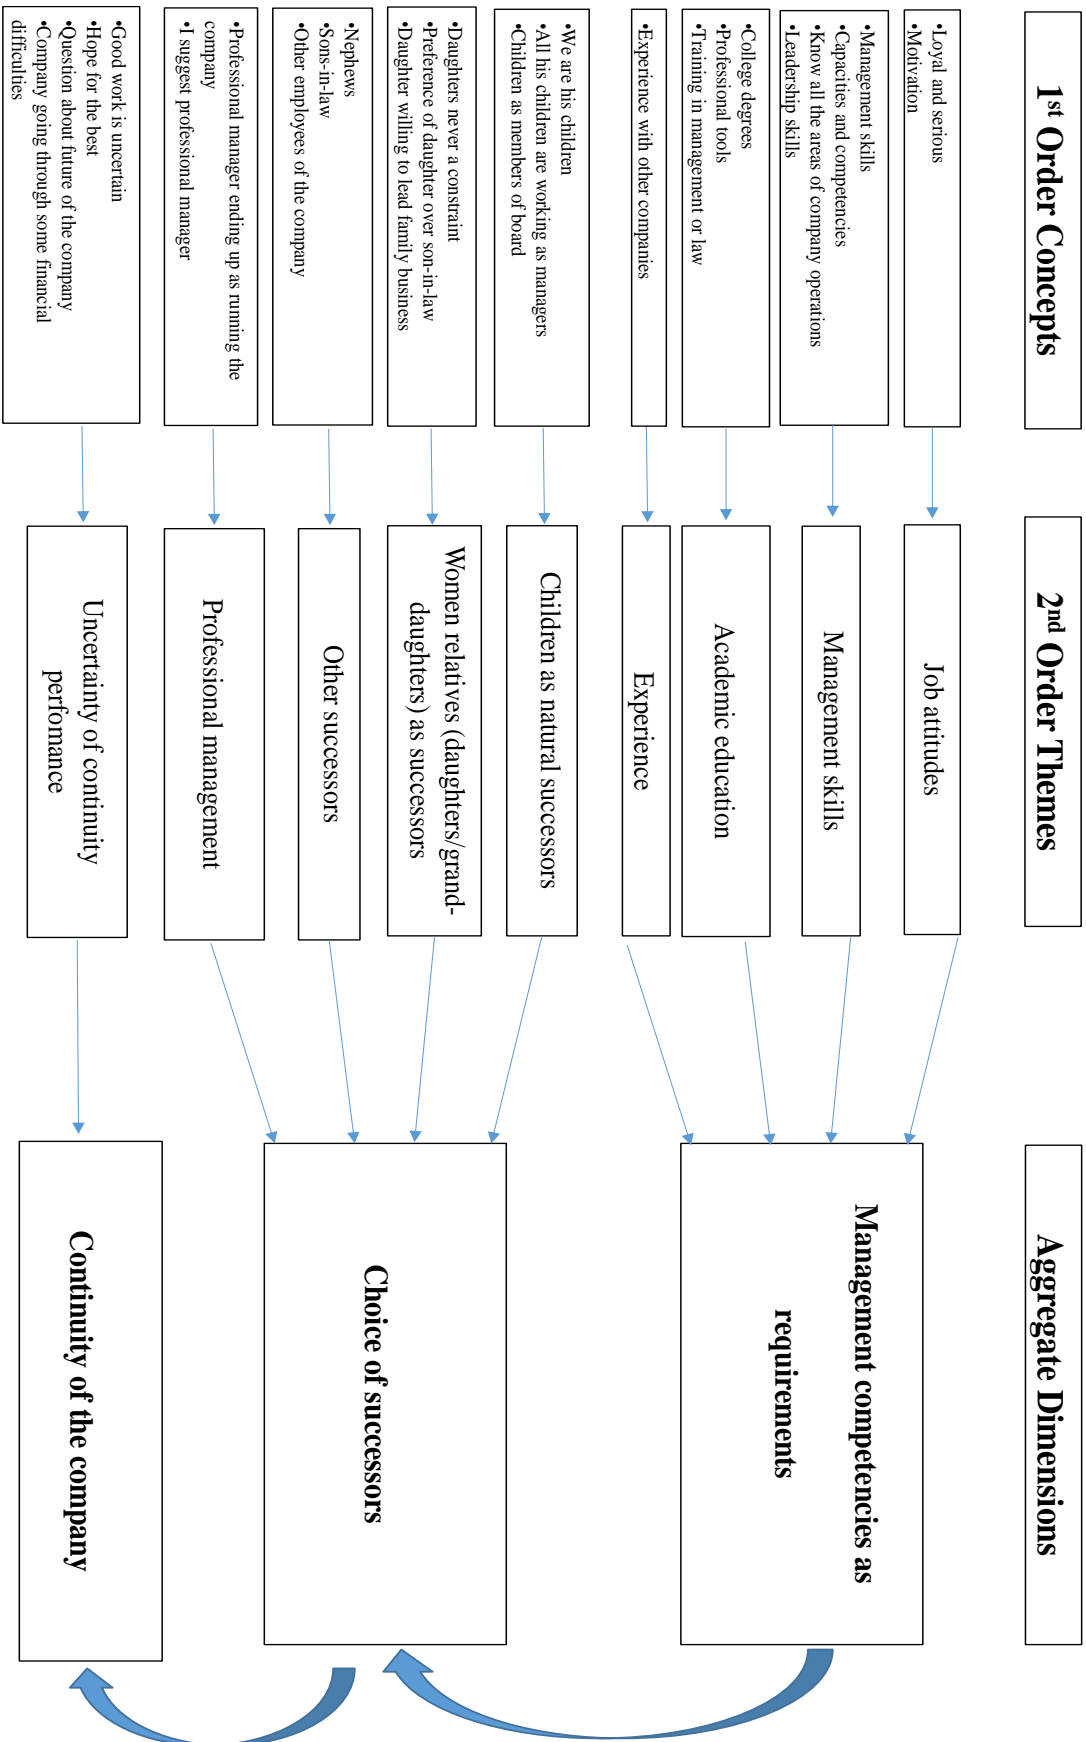 1st Order Concepts
2nd Order Themes
Aggregate Dimensions
•Loyal and serious
•Motivation
Job attitudes
•Management skills
•Capacities and competencies
•Know all the areas of company operations
•Leadership skills
Management skills
•College degrees
•Professional tools
•Training in management or law
Academic education
•Experience with other companies
Experience
Management competencies as
requirements
•We are his children
•All his children are working as managers
•Children as members of board
Children as natural successors
•Daughters never a constraint
•Preference of daughter over son-in-law
•Daughter willing to lead family business
Women relatives (daughters/grand-
daughters) as successors
•Nephews
•Sons-in-law
•Other employees of the company
Other successors
•Professional manager ending up as running the
company
•I suggest professional manager
Professional management
Choice of successors
•Good work is uncertain
•Hope for the best
•Question about future of the company
•Company going through some financial
difficulties
Uncertainty of continuity
perfomance
Continuity of the company